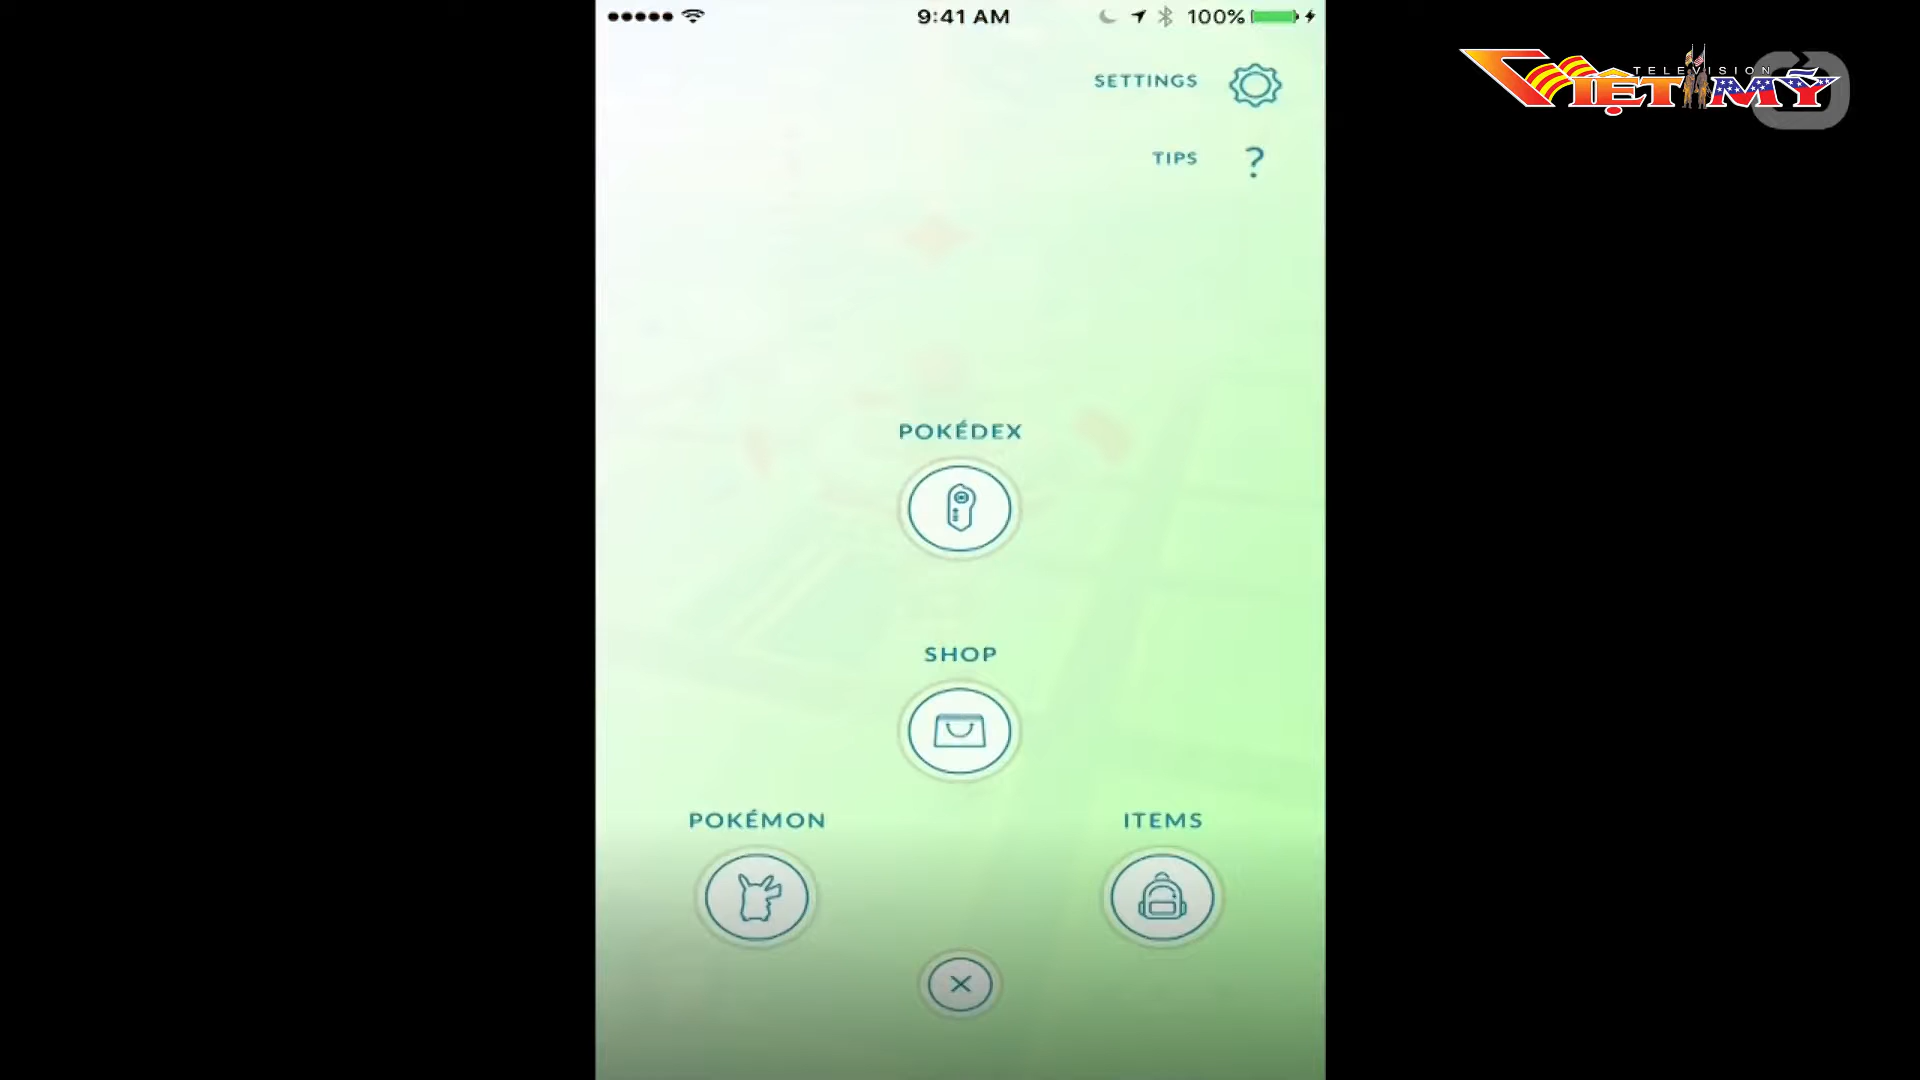 9:41 AM
100%
SETTINGS
TIPS
?
TELEVISION
VIỆT MỸ
POKÉDEX
SHOP
POKÉMON
ITEMS